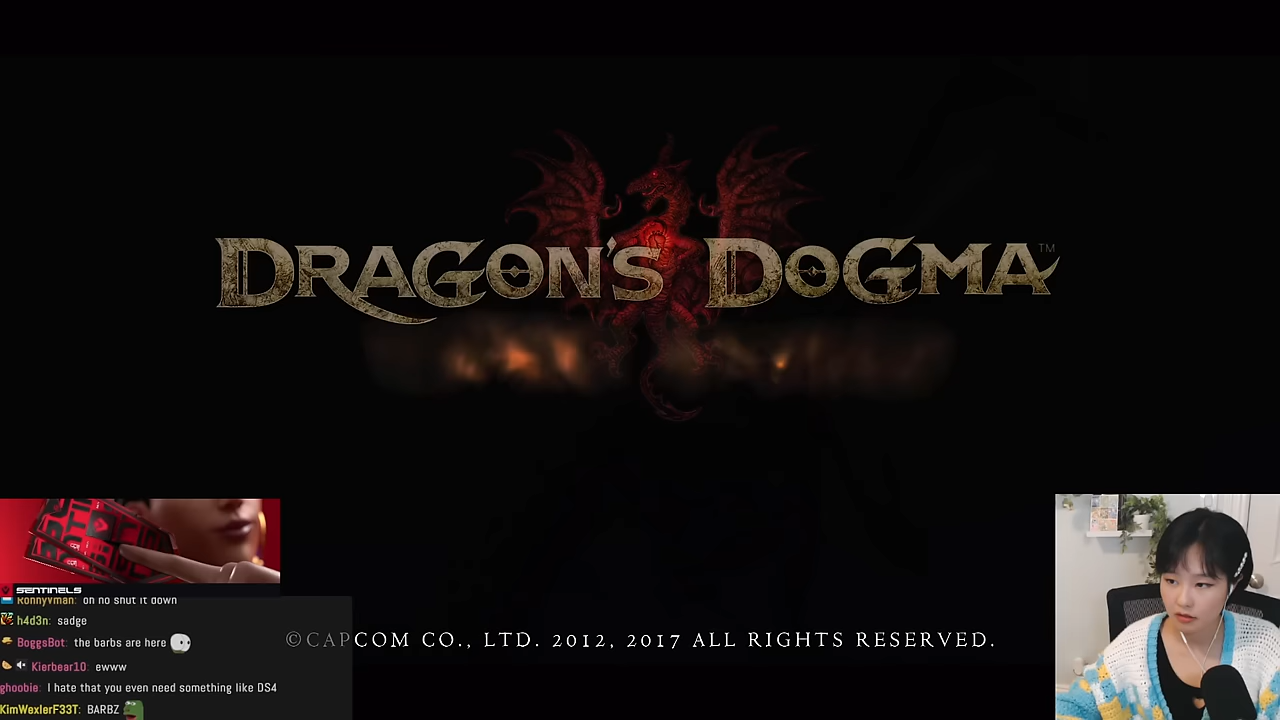 DRAGON'S DOGMA™
SENTINELS
RonnyVman: oh no shut it down
h4d3n: sadge
BoggsBot: the barbs are here
Kierbear10: ewww
ghoobie: I hate that you even need something like DS4
KimWexlerF33T: BARBZ
©CAPCOM CO., LTD. 2012, 2017 ALL RIGHTS RESERVED.